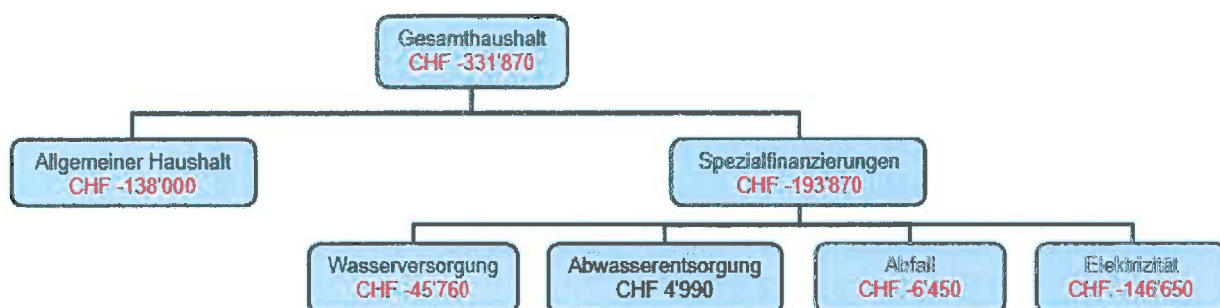 Gesamthaushalt
CHF -331'870
Allgemeiner Haushalt
CHF -138'000
Spezialfinanzierungen
CHF -193'870
Wasserversorgung
CHF -45'760
Abwasserentsorgung
CHF 4'990
Abfall
CHF -6'450
Elektrizität
CHF -146'650